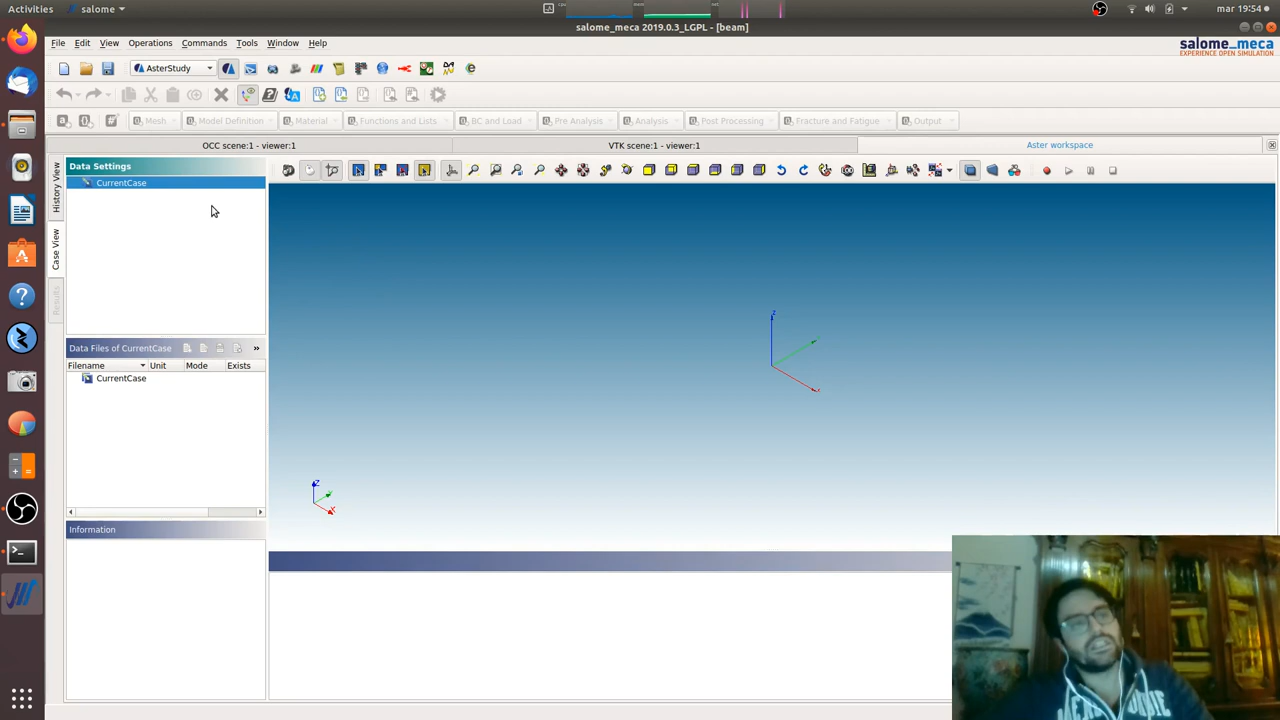 Activities salome mar 19:54
salome_meca 2019.0.3_LGPL - [beam]
File Edit View Operations Commands Tools Window Help
salome_meca
EXPERIENCE OPEN SIMULATION
AsterStudy
Mesh Model Definition Material Functions and Lists BC and Load Pre Analysis Analysis Post Processing Fracture and Fatigue Output
OCC scene:1 - viewer:1 VTK scene:1 - viewer:1 Aster workspace
History View
Case View
Results
Data Settings
CurrentCase
Data Files of CurrentCase »
Filename Unit Mode Exists
CurrentCase
Information
Z
Y
X
Z
Y
X